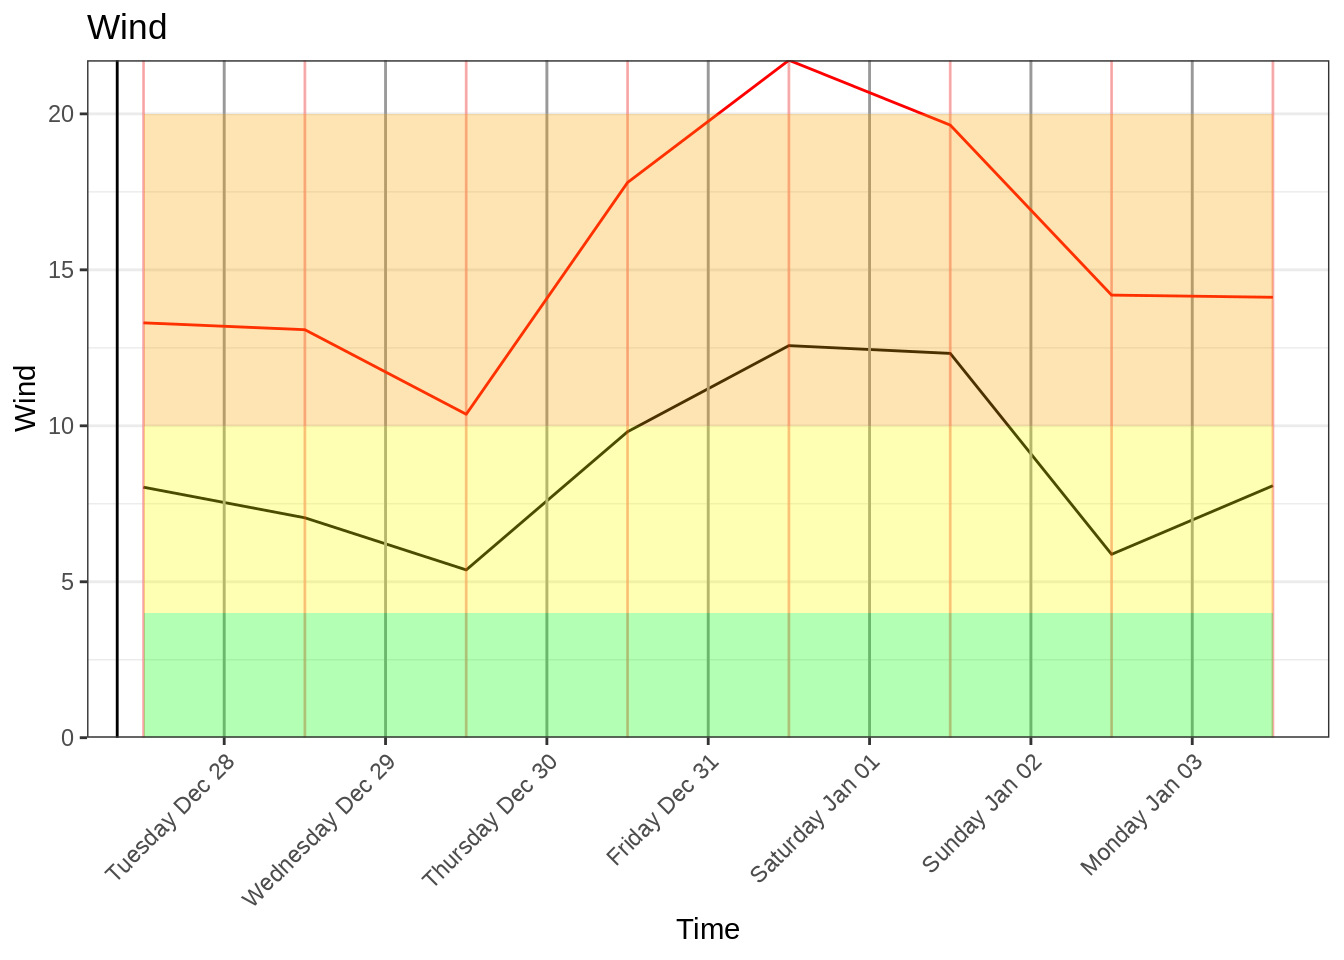 Wind
20
15
10
5
0
Wind
Tuesday Dec 28
Wednesday Dec 29
Thursday Dec 30
Friday Dec 31
Saturday Jan 01
Sunday Jan 02
Monday Jan 03
Time